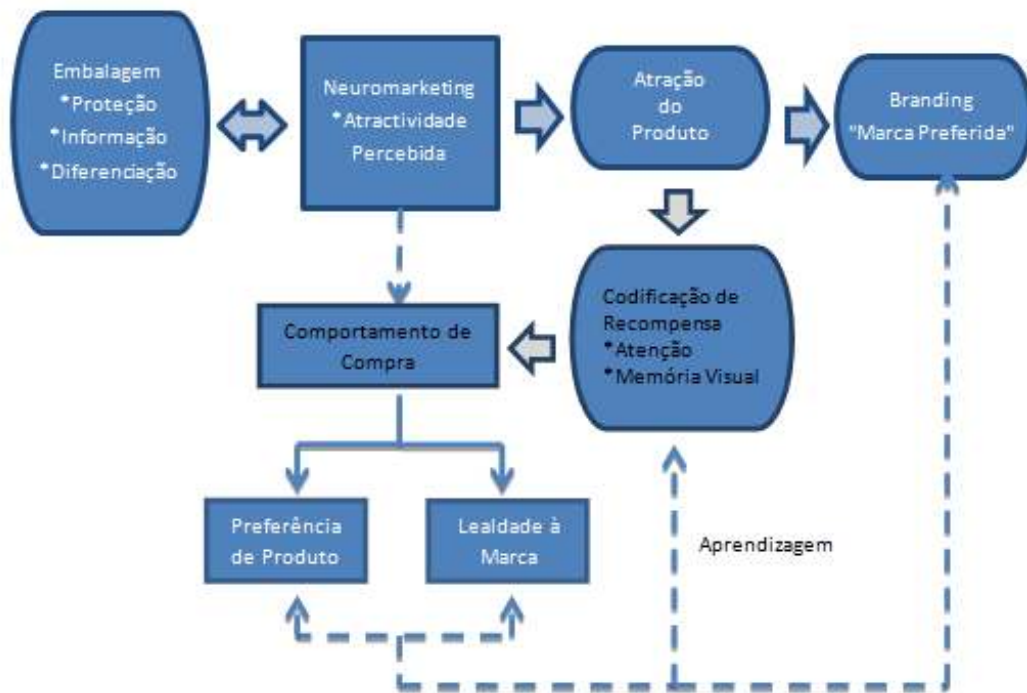 Embalagem
*Proteção
*Informação
*Diferenciação
Neuromarketing
*Atractividade
Percebida
Atração
do
Produto
Branding
"Marca Preferida"
Comportamento de
Compra
Codificação de
Recompensa
*Atenção
*Memória Visual
Preferência
de Produto
Lealdade à
Marca
Aprendizagem